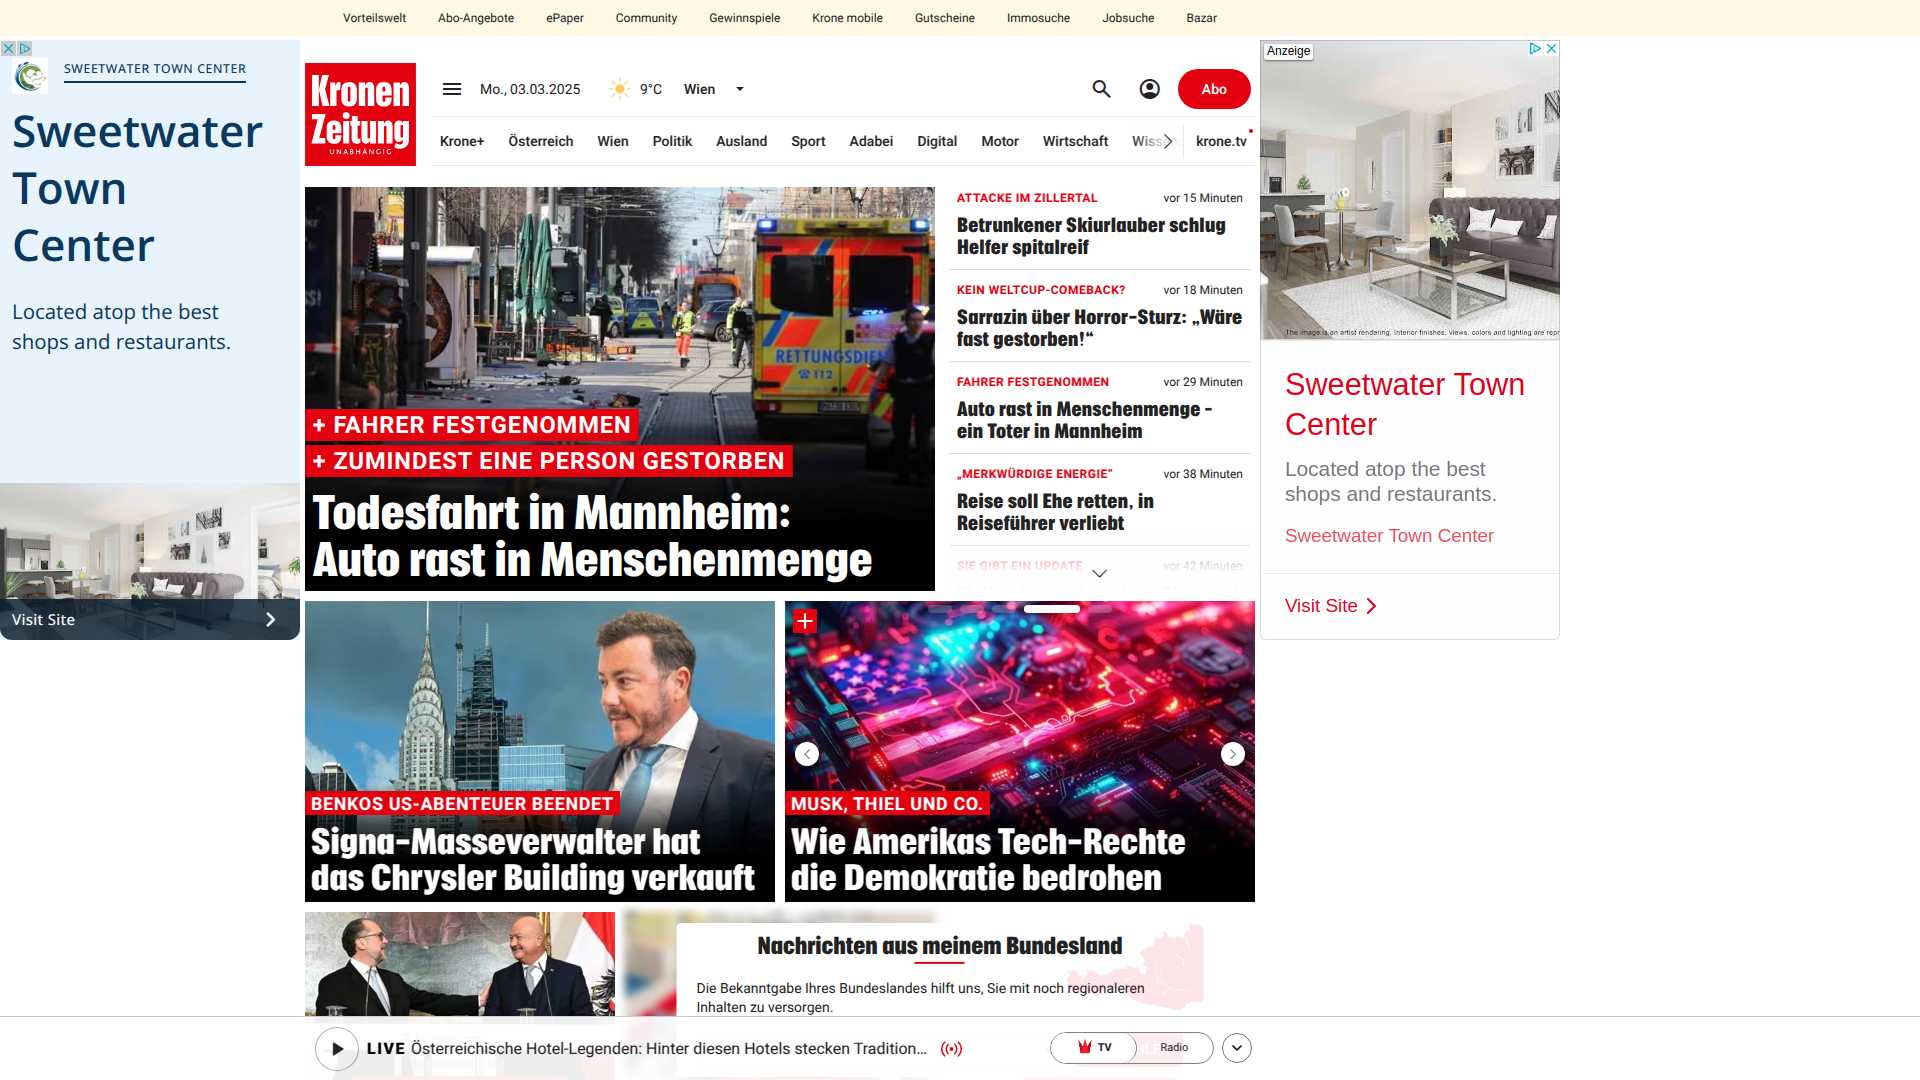 Vorteilswelt
Abo-Angebote
ePaper
Community
Gewinnspiele
Krone mobile
Gutscheine
Immosuche
Jobsuche
Bazar
SWEETWATER TOWN CENTER
Sweetwater
Town
Center
Located atop the best
shops and restaurants.
Visit Site
Kronen
Zeitung
UNABHÄNGIG
Mo., 03.03.2025
9°C
Wien
Abo
Krone+
Österreich
Wien
Politik
Ausland
Sport
Adabei
Digital
Motor
Wirtschaft
krone.tv
RETTUNGSDIEN
112
+ FAHRER FESTGENOMMEN
+ ZUMINDEST EINE PERSON GESTORBEN
Todesfahrt in Mannheim:
Auto rast in Menschenmenge
ATTACKE IM ZILLERTAL
vor 15 Minuten
Betrunkener Skiurlauber schlug
Helfer spitalreif
KEIN WELTCUP-COMEBACK?
vor 18 Minuten
Sarrazin über Horror-Sturz: „Wäre
fast gestorben!“
FAHRER FESTGENOMMEN
vor 29 Minuten
Auto rast in Menschenmenge –
ein Toter in Mannheim
„MERKWÜRDIGE ENERGIE“
vor 38 Minuten
Reise soll Ehe retten, in
Reiseführer verliebt
SIE GIBT EIN UPDATE
vor 42 Minuten
BENKOS US-ABENTEUER BEENDET
Signa-Masseverwalter hat
das Chrysler Building verkauft
MUSK, THIEL UND CO.
Wie Amerikas Tech-Rechte
die Demokratie bedrohen
Nachrichten aus meinem Bundesland
Die Bekanntgabe Ihres Bundeslandes hilft uns, Sie mit noch regionaleren
Inhalten zu versorgen.
LIVE Österreichische Hotel-Legenden: Hinter diesen Hotels stecken Tradition...
TV
Radio
Anzeige
The image is an artist rendering. Interior finishes, views, colors and lighting are repr
Sweetwater Town
Center
Located atop the best
shops and restaurants.
Sweetwater Town Center
Visit Site